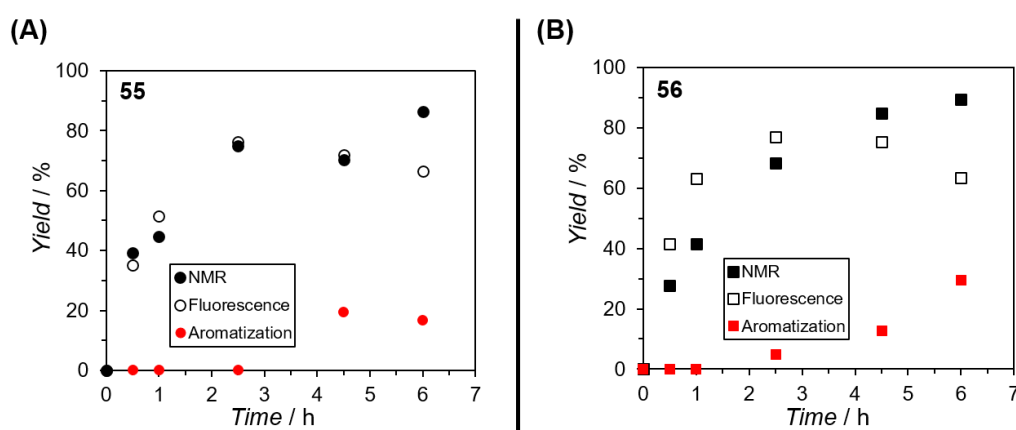 (A)
55
Yield / %
100
80
60
40
20
0
NMR
Fluorescence
Aromatization
0 1 2 3 4 5 6 7
Time / h
(B)
56
Yield / %
100
80
60
40
20
0
NMR
Fluorescence
Aromatization
0 1 2 3 4 5 6 7
Time / h